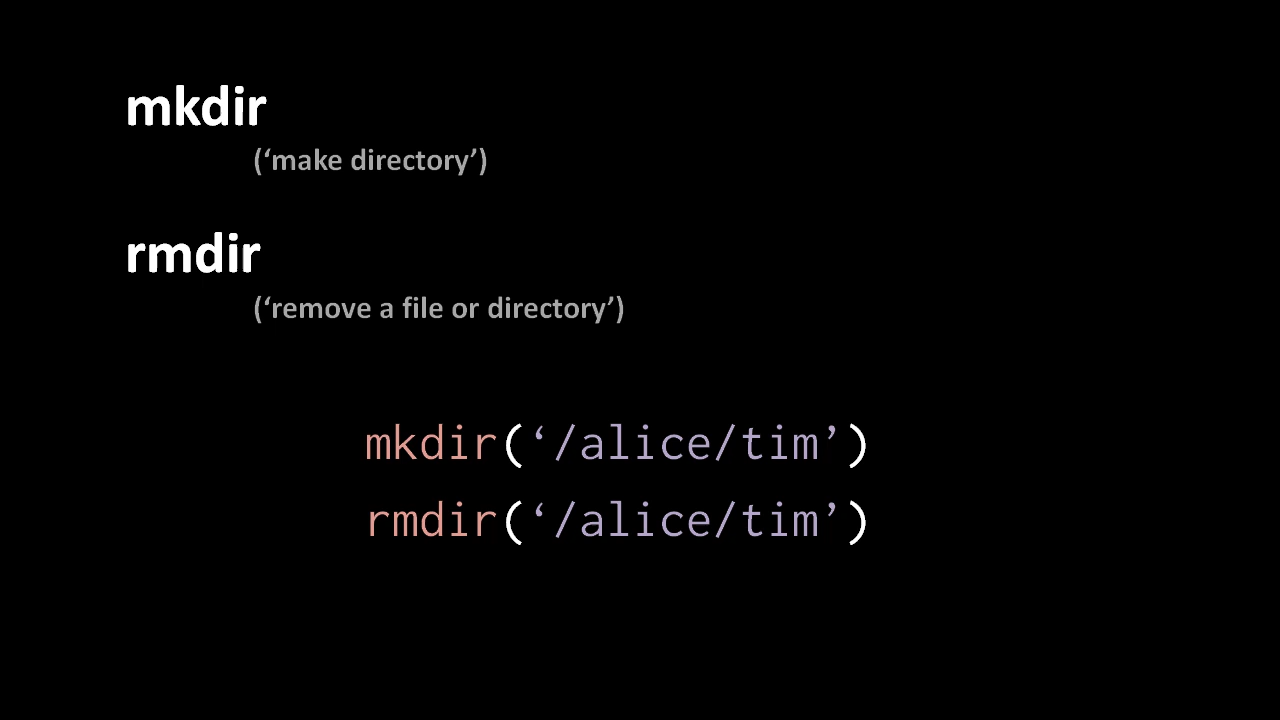 mkdir
(‘make directory’)
rmdir
(‘remove a file or directory’)
mkdir(‘/alice/tim’)
rmdir(‘/alice/tim’)